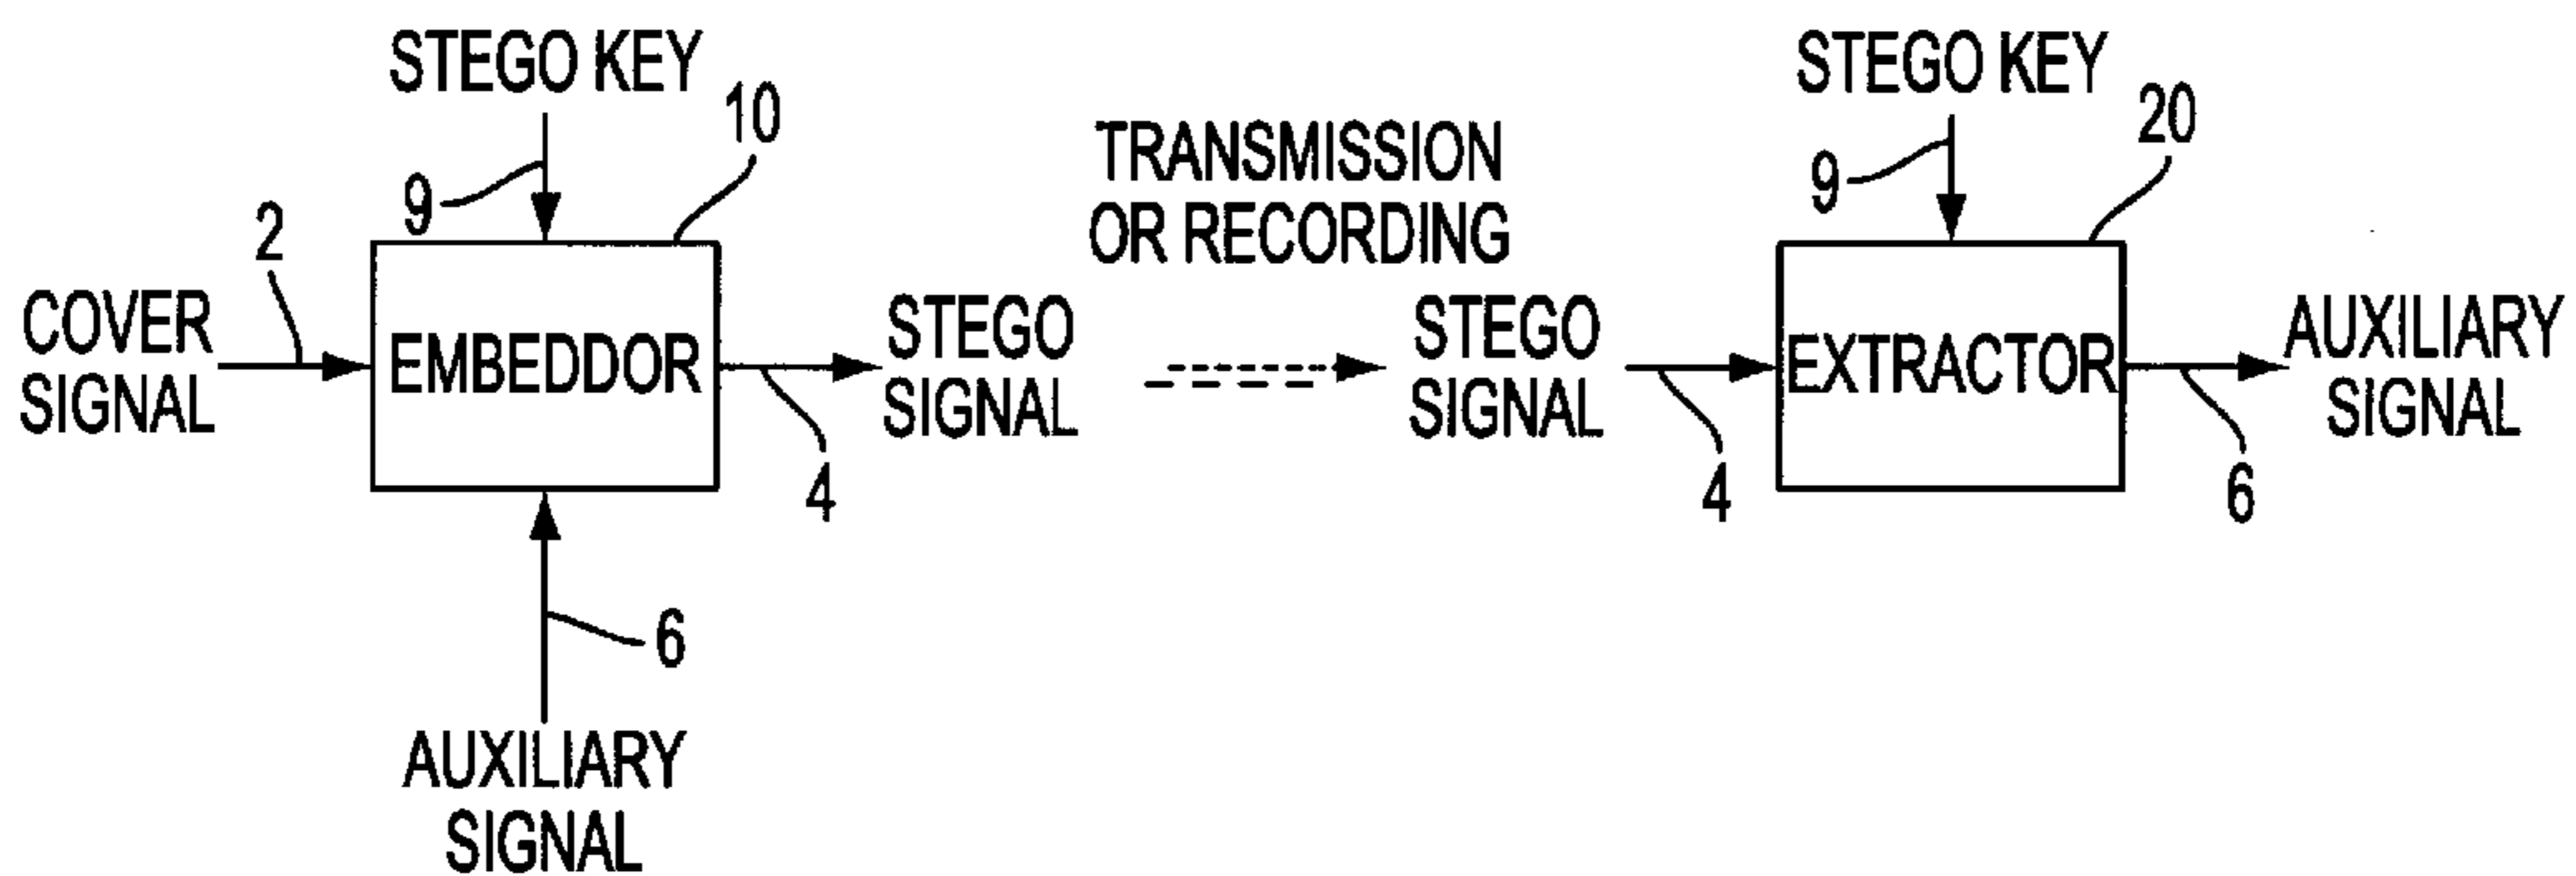 STEGO KEY
10
9
2
COVER
SIGNAL
EMBEDDOR
STEGO
SIGNAL
4
6
AUXILIARY
SIGNAL
TRANSMISSION
OR RECORDING
STEGO
SIGNAL
4
STEGO KEY
20
9
EXTRACTOR
AUXILIARY
SIGNAL
6